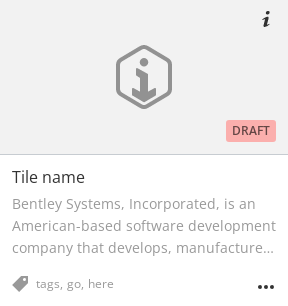 DRAFT
Tile name
Bentley Systems, Incorporated, is an
American-based software development
company that develops, manufacture...
tags, go, here